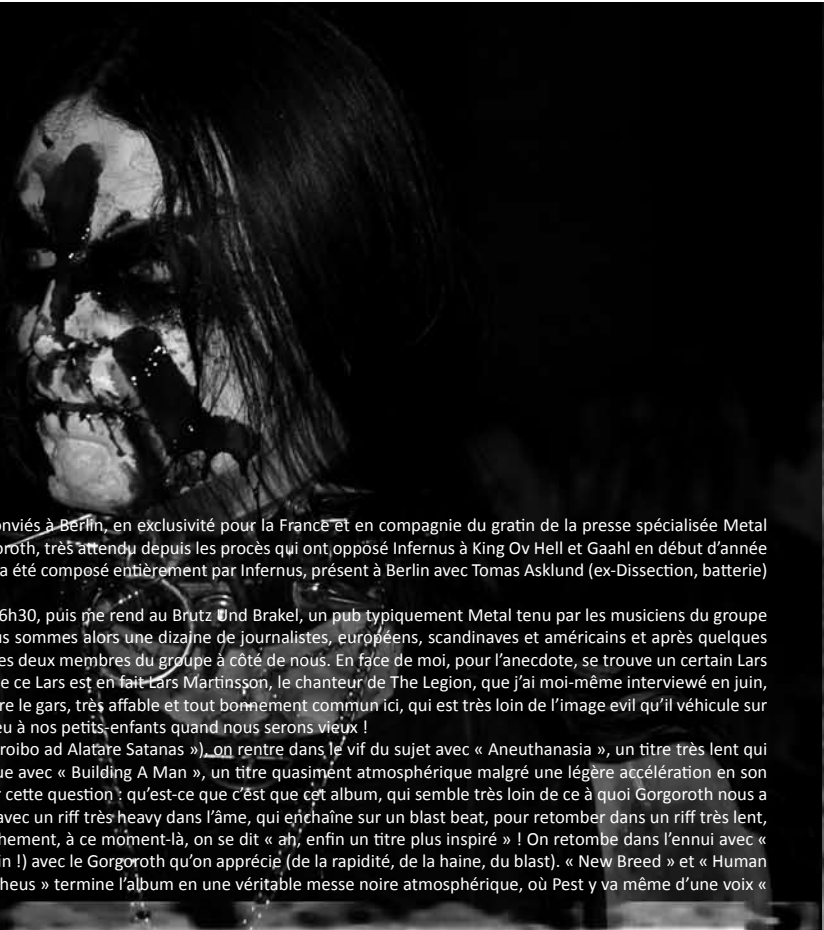 nviés à Berlin, en exclusivité pour la France et en compagnie du gratin de la presse spécialisée Metal
oroth, très attendu depuis les procès qui ont opposé Infernus à King Ov Hell et Gaahl en début d’année
a été composé entièrement par Infernus, présent à Berlin avec Tomas Asklund (ex-Dissection, batterie)
6h30, puis me rend au Brutz Und Brakel, un pub typiquement Metal tenu par les musiciens du groupe
us sommes alors une dizaine de journalistes, européens, scandinaves et américains et après quelques
es deux membres du groupe à côté de nous. En face de moi, pour l’anecdote, se trouve un certain Lars
e ce Lars est en fait Lars Martinsson, le chanteur de The Legion, que j’ai moi-même interviewé en juin,
re le gars, très affable et tout bonnement commun ici, qui est très loin de l’image evil qu’il véhicule sur
eu à nos petits-enfants quand nous serons vieux !
roibo ad Alatare Satanas »), on rentre dans le vif du sujet avec « Aneuthanasia », un titre très lent qui
ue avec « Building A Man », un titre quasiment atmosphérique malgré une légère accélération en son
r cette question : qu’est-ce que c’ést que cet album, qui semble très loin de ce à quoi Gorgoroth nous a
avec un riff très heavy dans l’âme, qui enchaîne sur un blast beat, pour retomber dans un riff très lent,
chement, à ce moment-là, on se dit « ah, enfin un titre plus inspiré » ! On retombe dans l’ennui avec «
in !) avec le Gorgoroth qu’on apprécie (de la rapidité, de la haine, du blast). « New Breed » et « Human
heus » termine l’album en une véritable messe noire atmosphérique, où Pest y va même d’une voix «